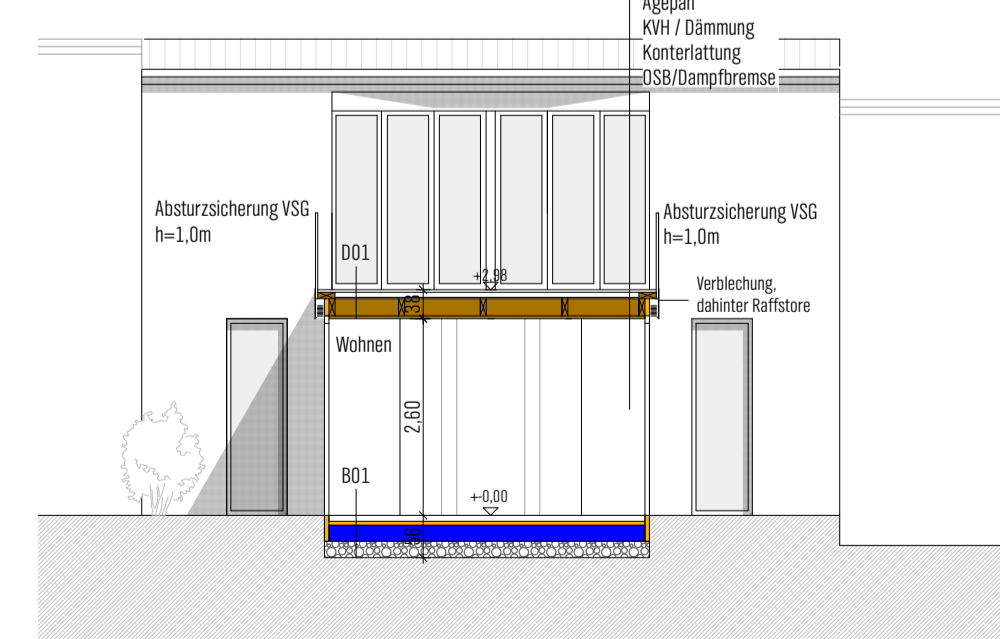 Agepan
KVH / Dämmung
Konterlattung
OSB/Dampfbremse
Absturzsicherung VSG
h=1,0m
Absturzsicherung VSG
h=1,0m
D01
+2,98
Verblechung,
dahinter Raffstore
38
Wohnen
2,60
B01
+-0,00
56